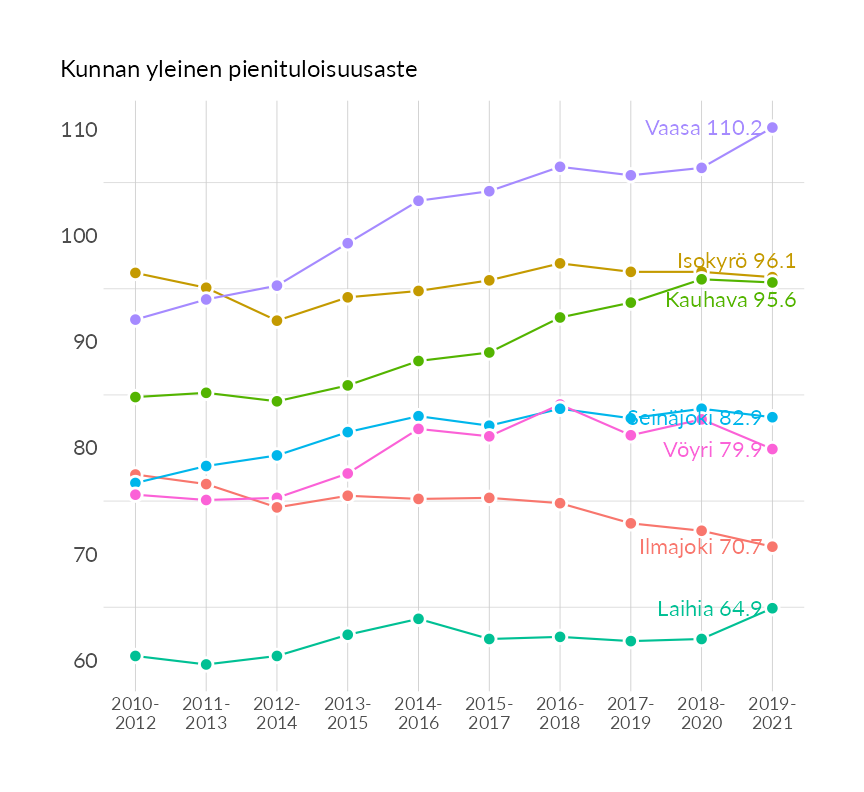 Kunnan yleinen pienituloisuusaste
110
100
90
80
70
60
Vaasa 110.2
Isokyrö 96.1
Kauhava 95.6
Seinäjoki 82.9
Vöyri 79.9
Ilmajoki 70.7
Laihia 64.9
2010- 2011- 2012- 2013- 2014- 2015- 2016- 2017- 2018- 2019-
2012 2013 2014 2015 2016 2017 2018 2019 2020 2021